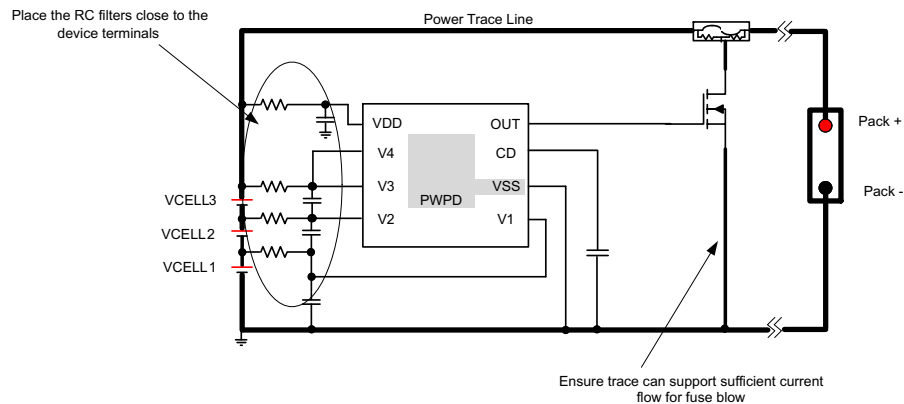 Place the RC filters close to the
device terminals
Power Trace Line
VDD
OUT
Pack +
V4
CD
V3
VSS
Pack -
PWPD
VCELL3
V2
V1
VCELL2
VCELL1
Ensure trace can support sufficient current
flow for fuse blow